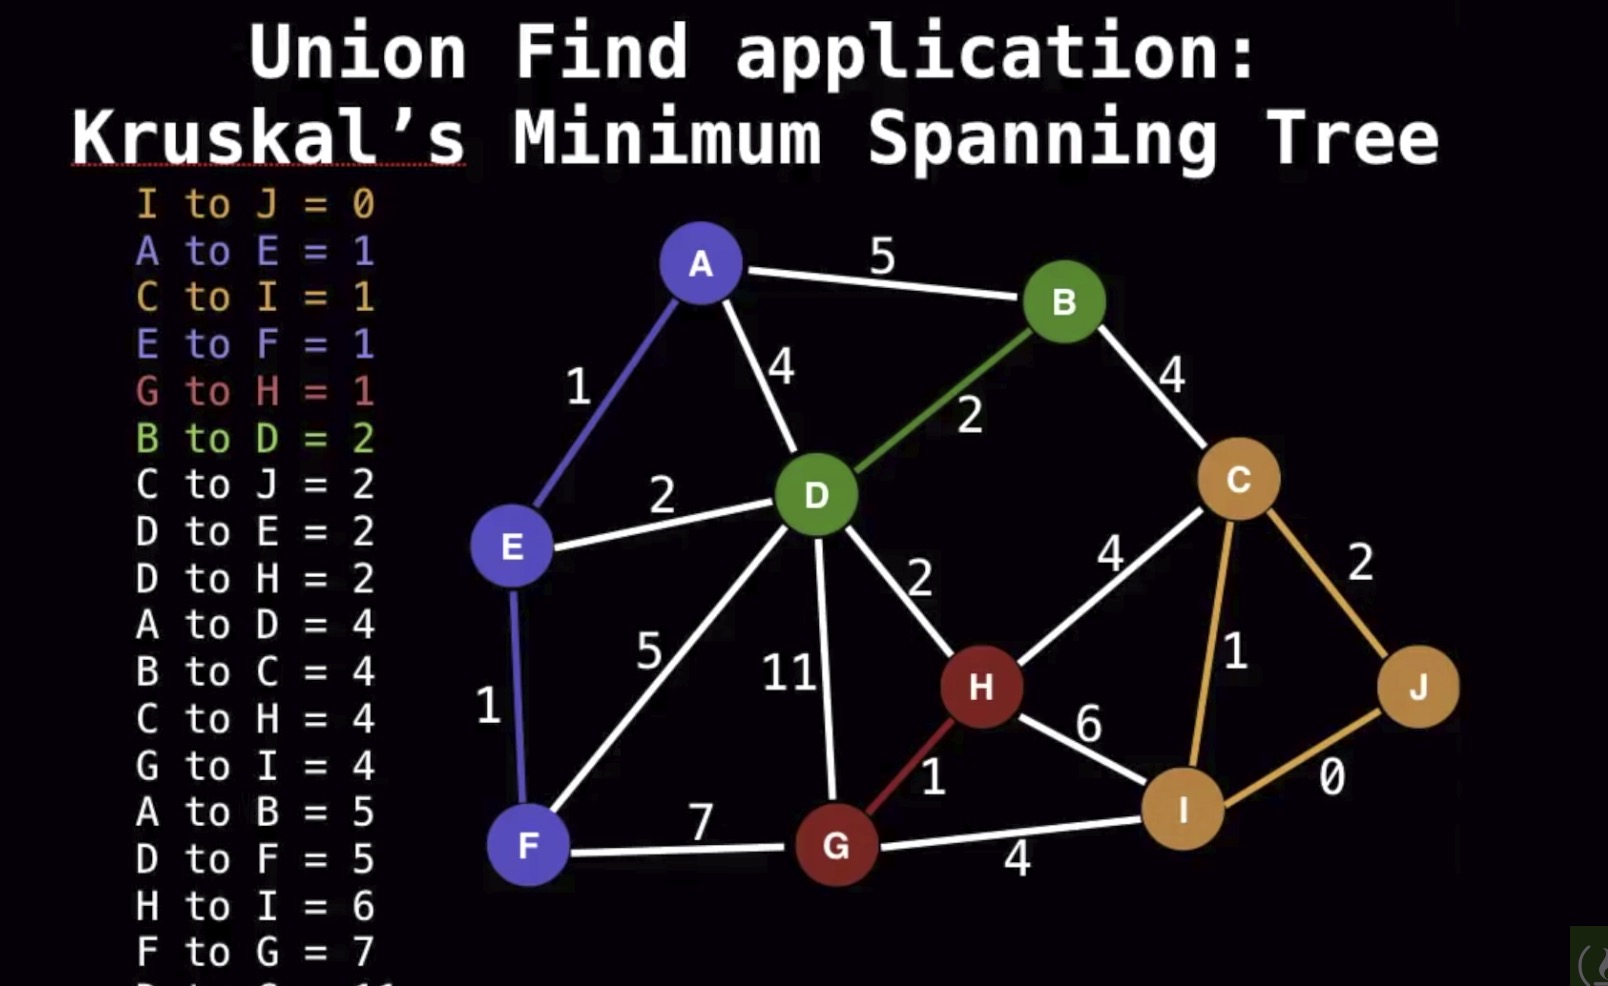 Union Find application:
Kruskal’s Minimum Spanning Tree
I to J = 0
A to E = 1
C to I = 1
E to F = 1
G to H = 1
B to D = 2
C to J = 2
D to E = 2
D to H = 2
A to D = 4
B to C = 4
C to H = 4
G to I = 4
A to B = 5
D to F = 5
H to I = 6
F to G = 7
A
5
B
1
4
2
4
E
2
D
C
5
11
2
4
1
2
1
H
6
J
F
7
G
1
4
I
0